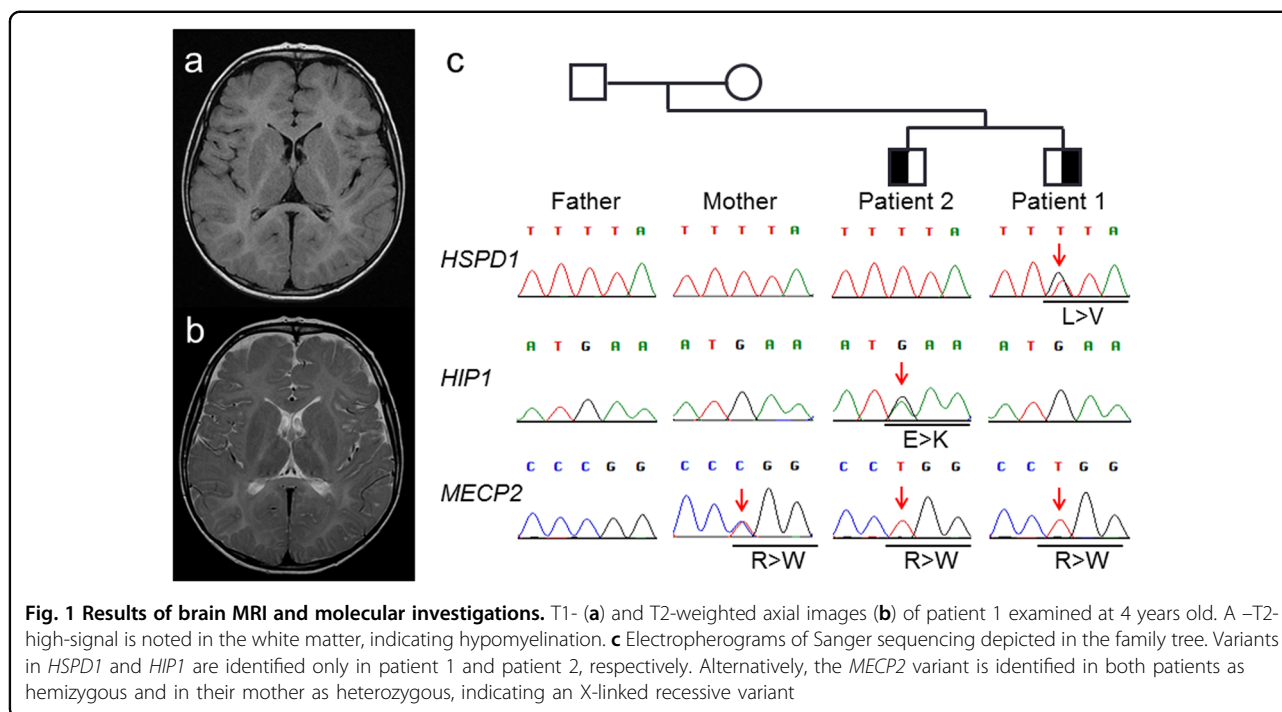 a
b
c
Father Mother Patient 2 Patient 1
HSPD1
T T T T A T T T T A T T T T A T T T T A
L>V
HIP1
A T G A A A T G A A A T G A A A T G A A
E>K
MECP2
C C C G G C C C G G C C T G G C C T G G
R>W R>W R>W
Fig. 1 Results of brain MRI and molecular investigations. T1- (a) and T2-weighted axial images (b) of patient 1 examined at 4 years old. A –T2-
high-signal is noted in the white matter, indicating hypomyelination. c Electropherograms of Sanger sequencing depicted in the family tree. Variants
in HSPD1 and HIP1 are identified only in patient 1 and patient 2, respectively. Alternatively, the MECP2 variant is identified in both patients as
hemizygous and in their mother as heterozygous, indicating an X-linked recessive variant